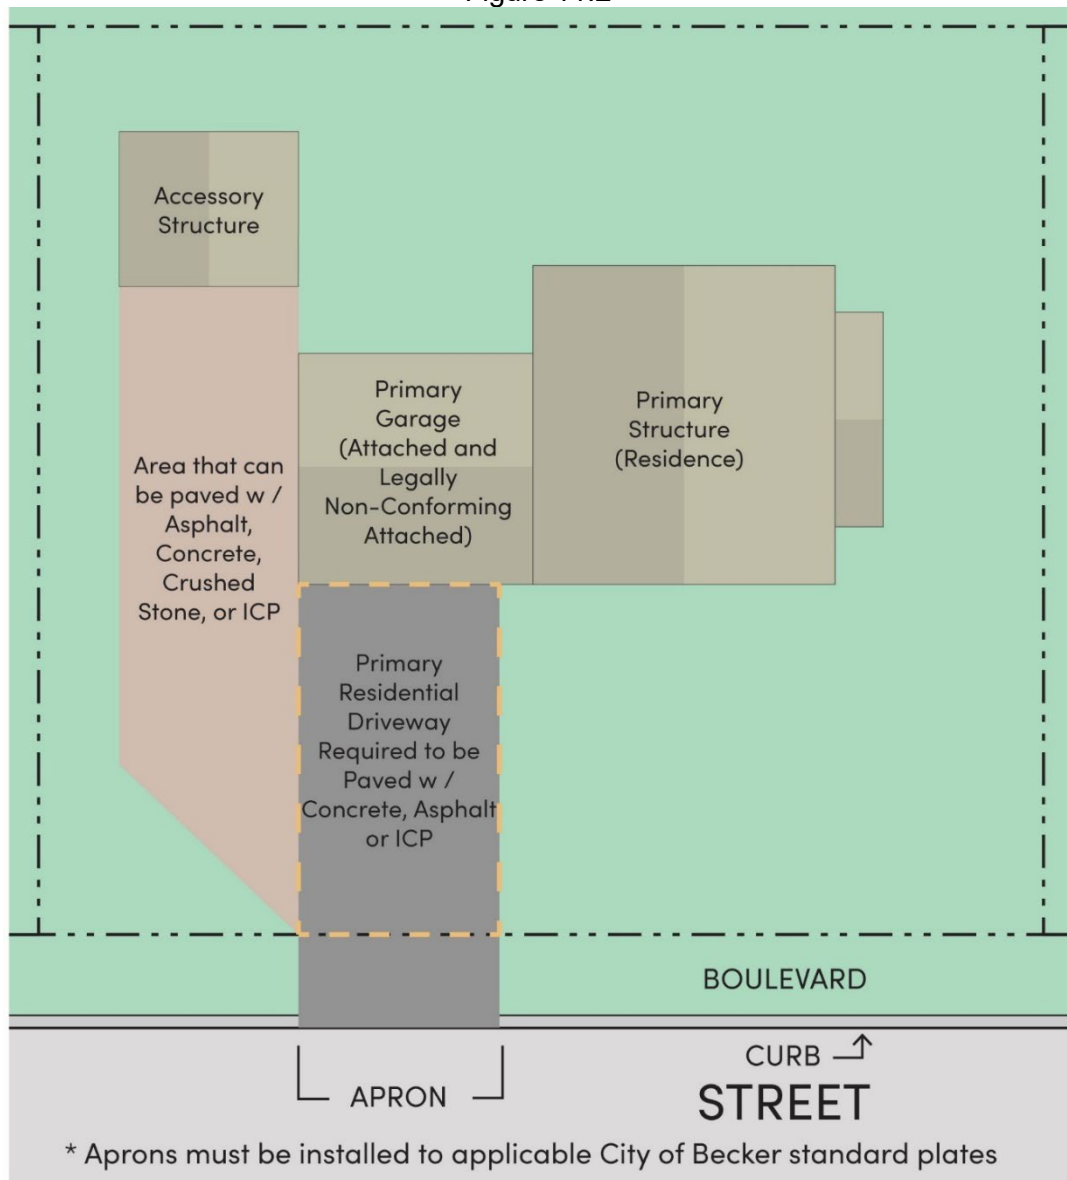 Accessory
Structure
Primary
Garage
(Attached and
Legally
Non-Conforming
Attached)
Primary
Structure
(Residence)
Area that can
be paved w /
Asphalt,
Concrete,
Crushed
Stone, or ICP
Primary
Residential
Driveway
Required to be
Paved w /
Concrete, Asphalt
or ICP
BOULEVARD
CURB
APRON
STREET
* Aprons must be installed to applicable City of Becker standard plates